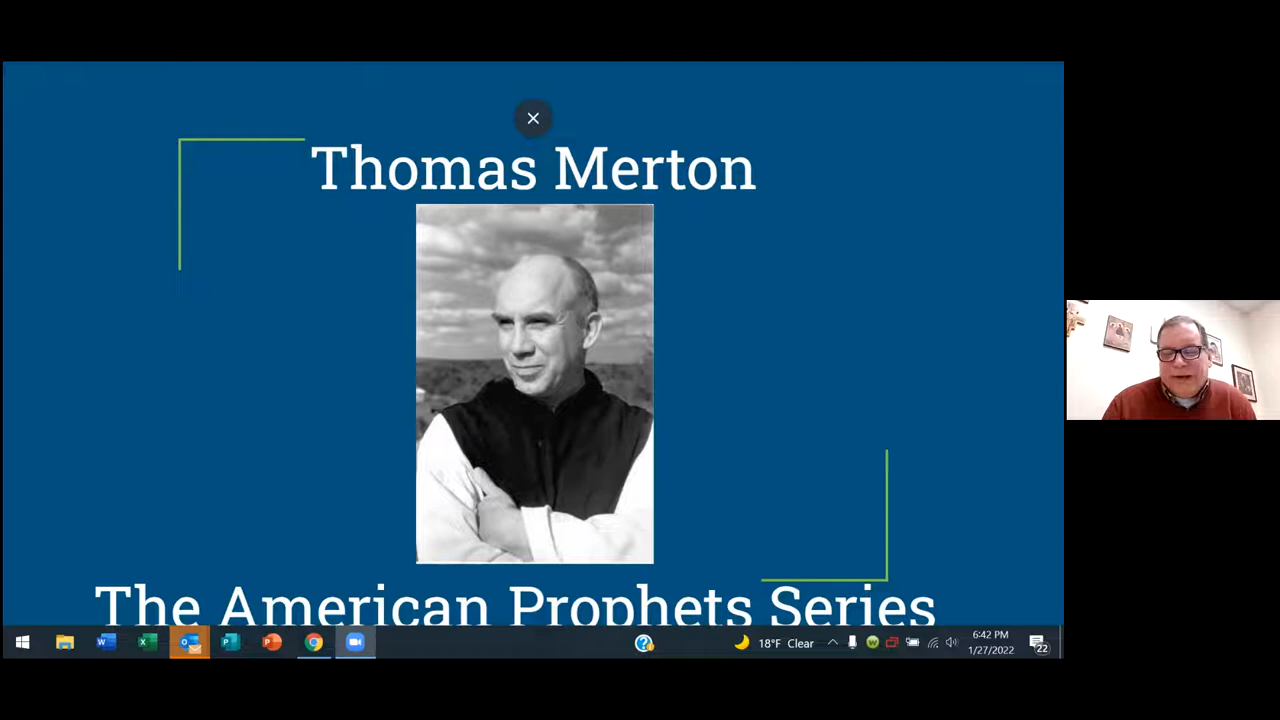 Thomas Merton
The American Prophets Series
18°F Clear
6:42 PM
1/27/2022
22